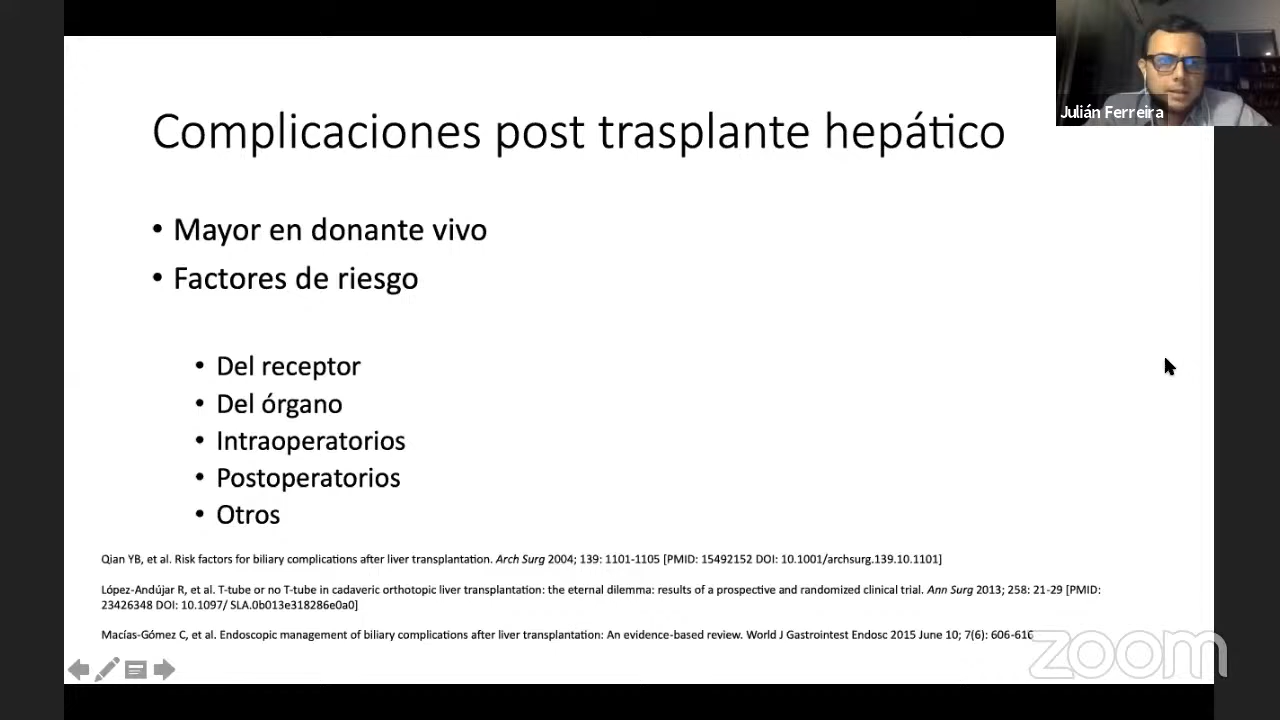 Julián Ferreira
Complicaciones post trasplante hepático
• Mayor en donante vivo
• Factores de riesgo
• Del receptor
• Del órgano
• Intraoperatorios
• Postoperatorios
• Otros
Qian YB, et al. Risk factors for biliary complications after liver transplantation. Arch Surg 2004; 139: 1101-1105 [PMID: 15492152 DOI: 10.1001/archsurg.139.10.1101]
López-Andújar R, et al. T-tube or no T-tube in cadaveric orthotopic liver transplantation: the eternal dilemma: results of a prospective and randomized clinical trial. Ann Surg 2013; 258: 21-29 [PMID:
23426348 DOI: 10.1097/ SLA.0b013e318286e0a0]
Macías-Gómez C, et al. Endoscopic management of biliary complications after liver transplantation: An evidence-based review. World J Gastrointest Endosc 2015 June 10; 7(6): 606-616
zoom